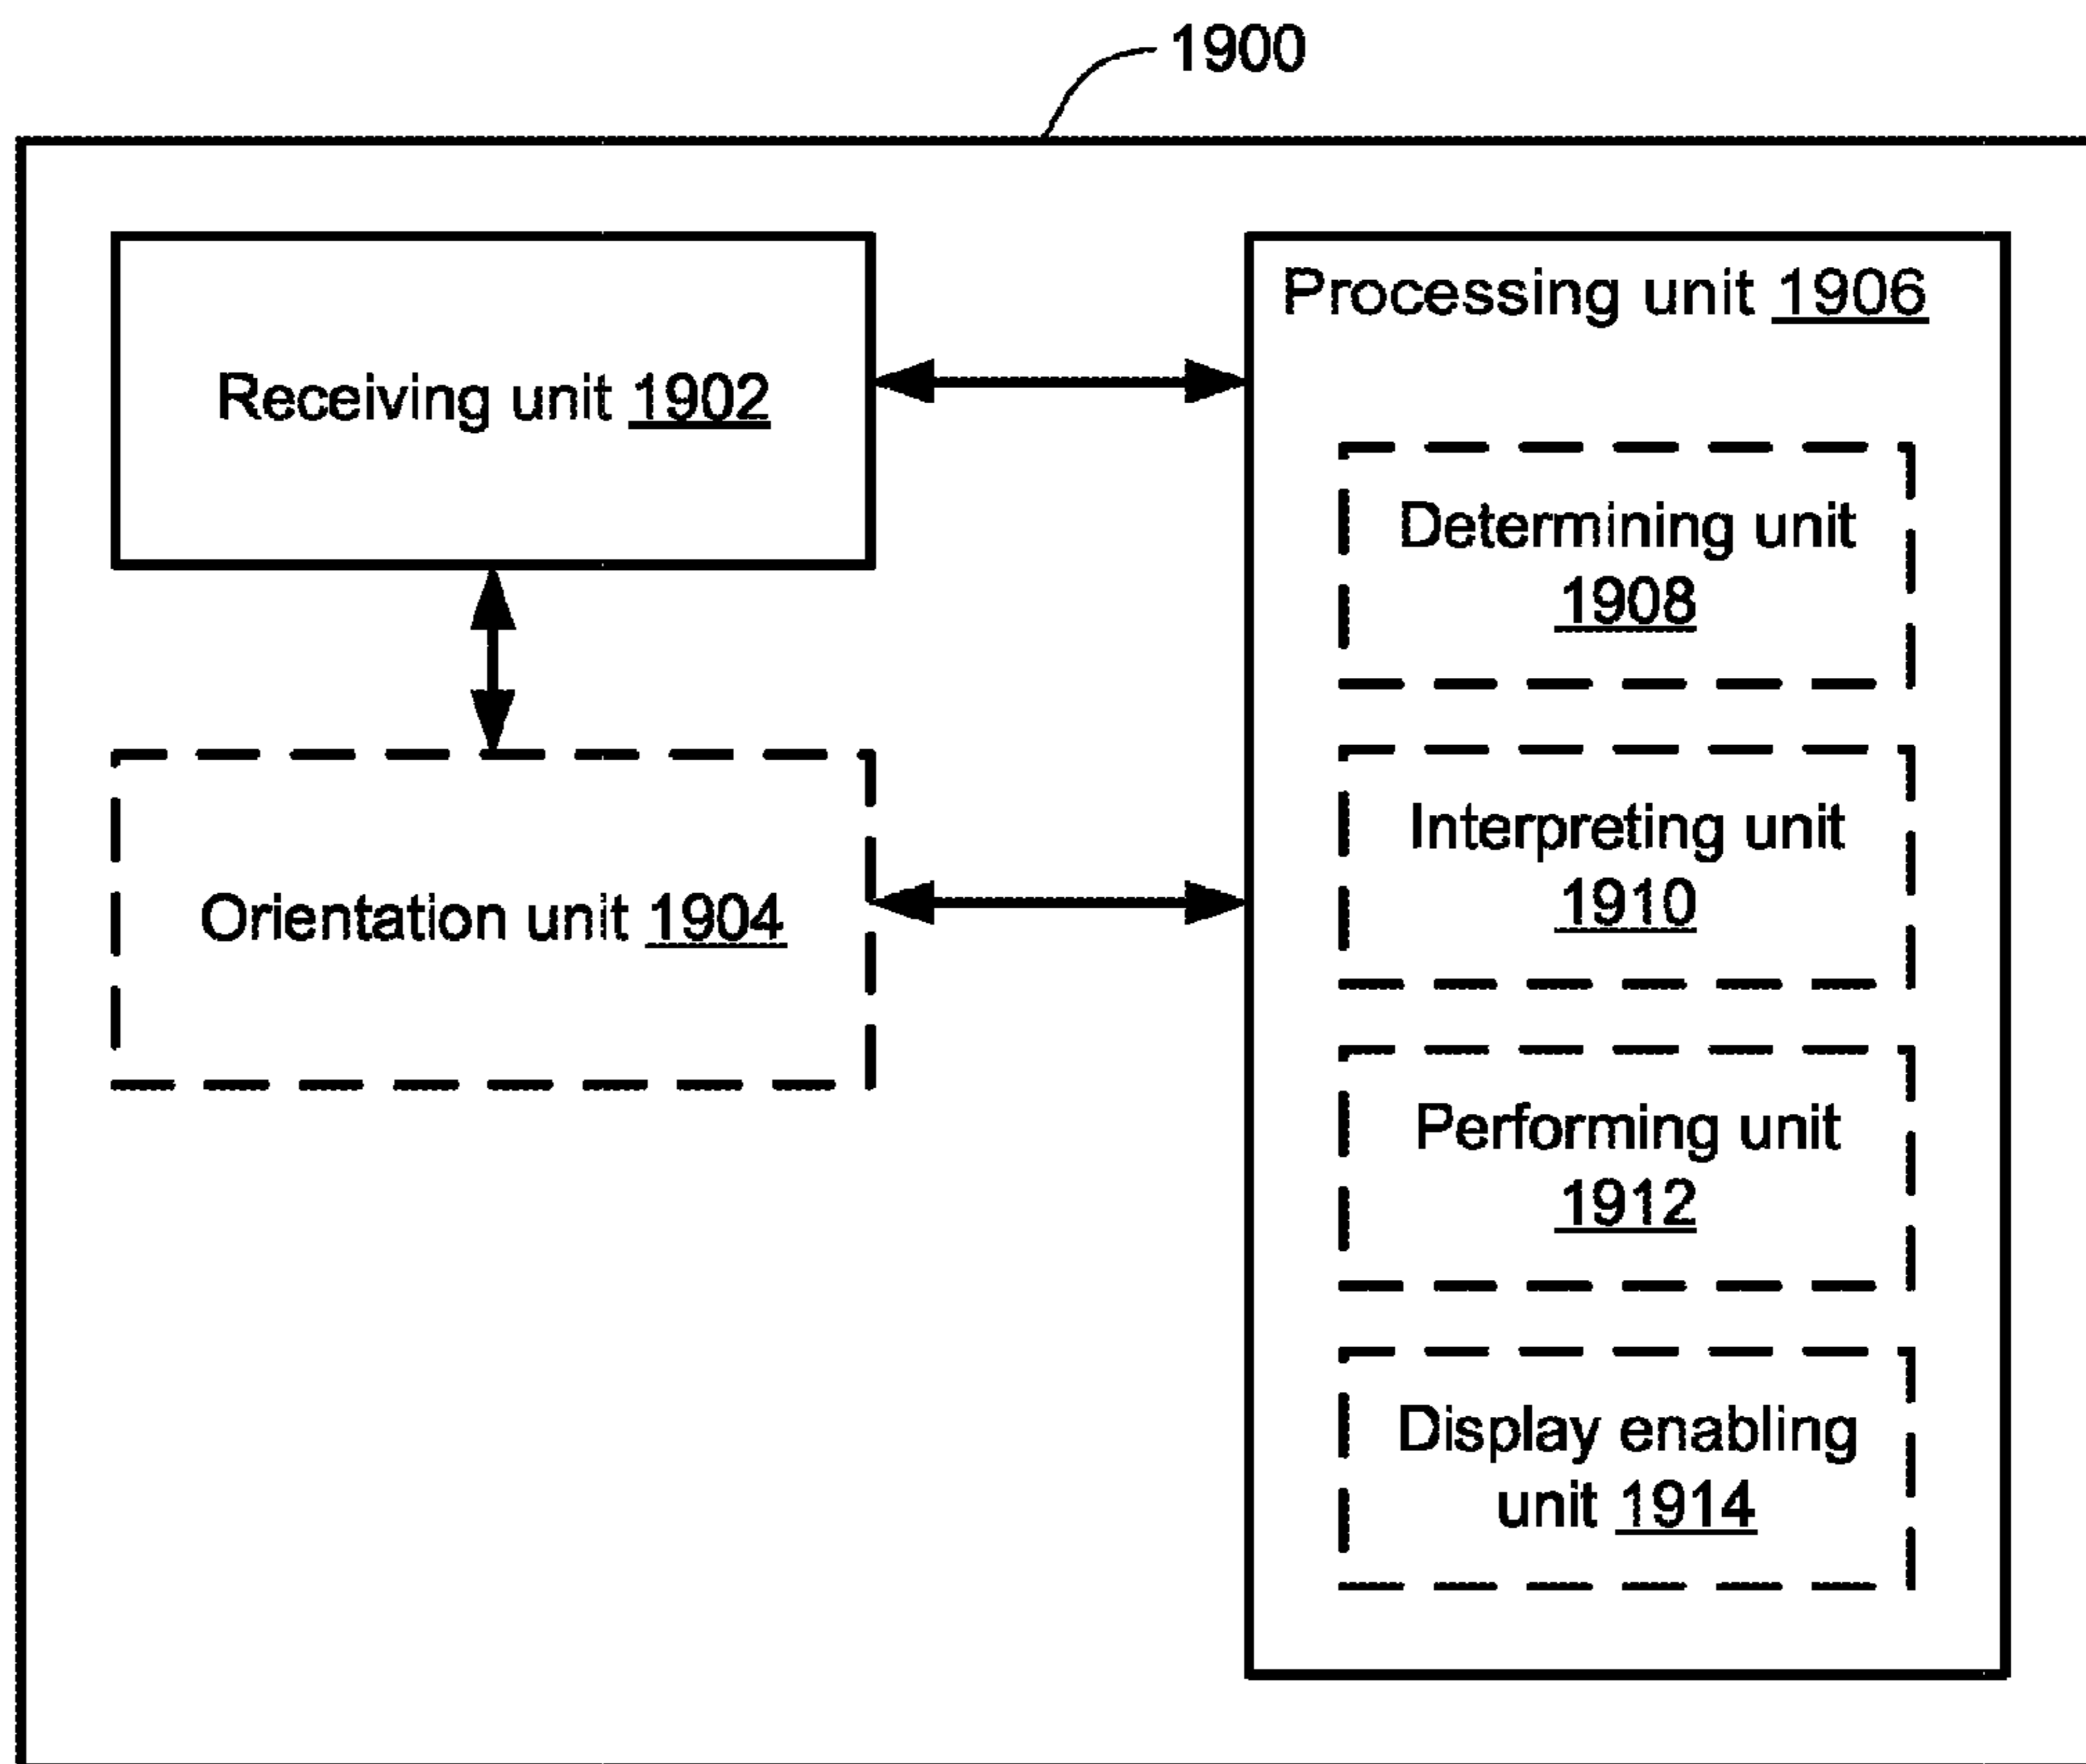 1900
Receiving unit 1902
Orientation unit 1904
Processing unit 1906
Determining unit
1908
Interpreting unit
1910
Performing unit
1912
Display enabling
unit 1914